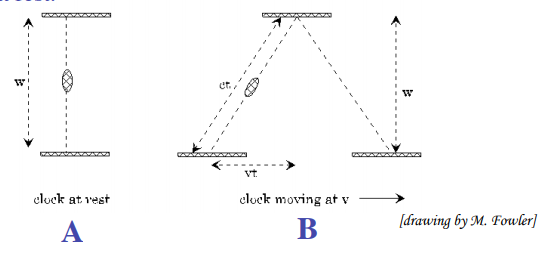 w
ct
w
vt
clock at rest
clock moving at v
[drawing by M. Fowler]
A
B